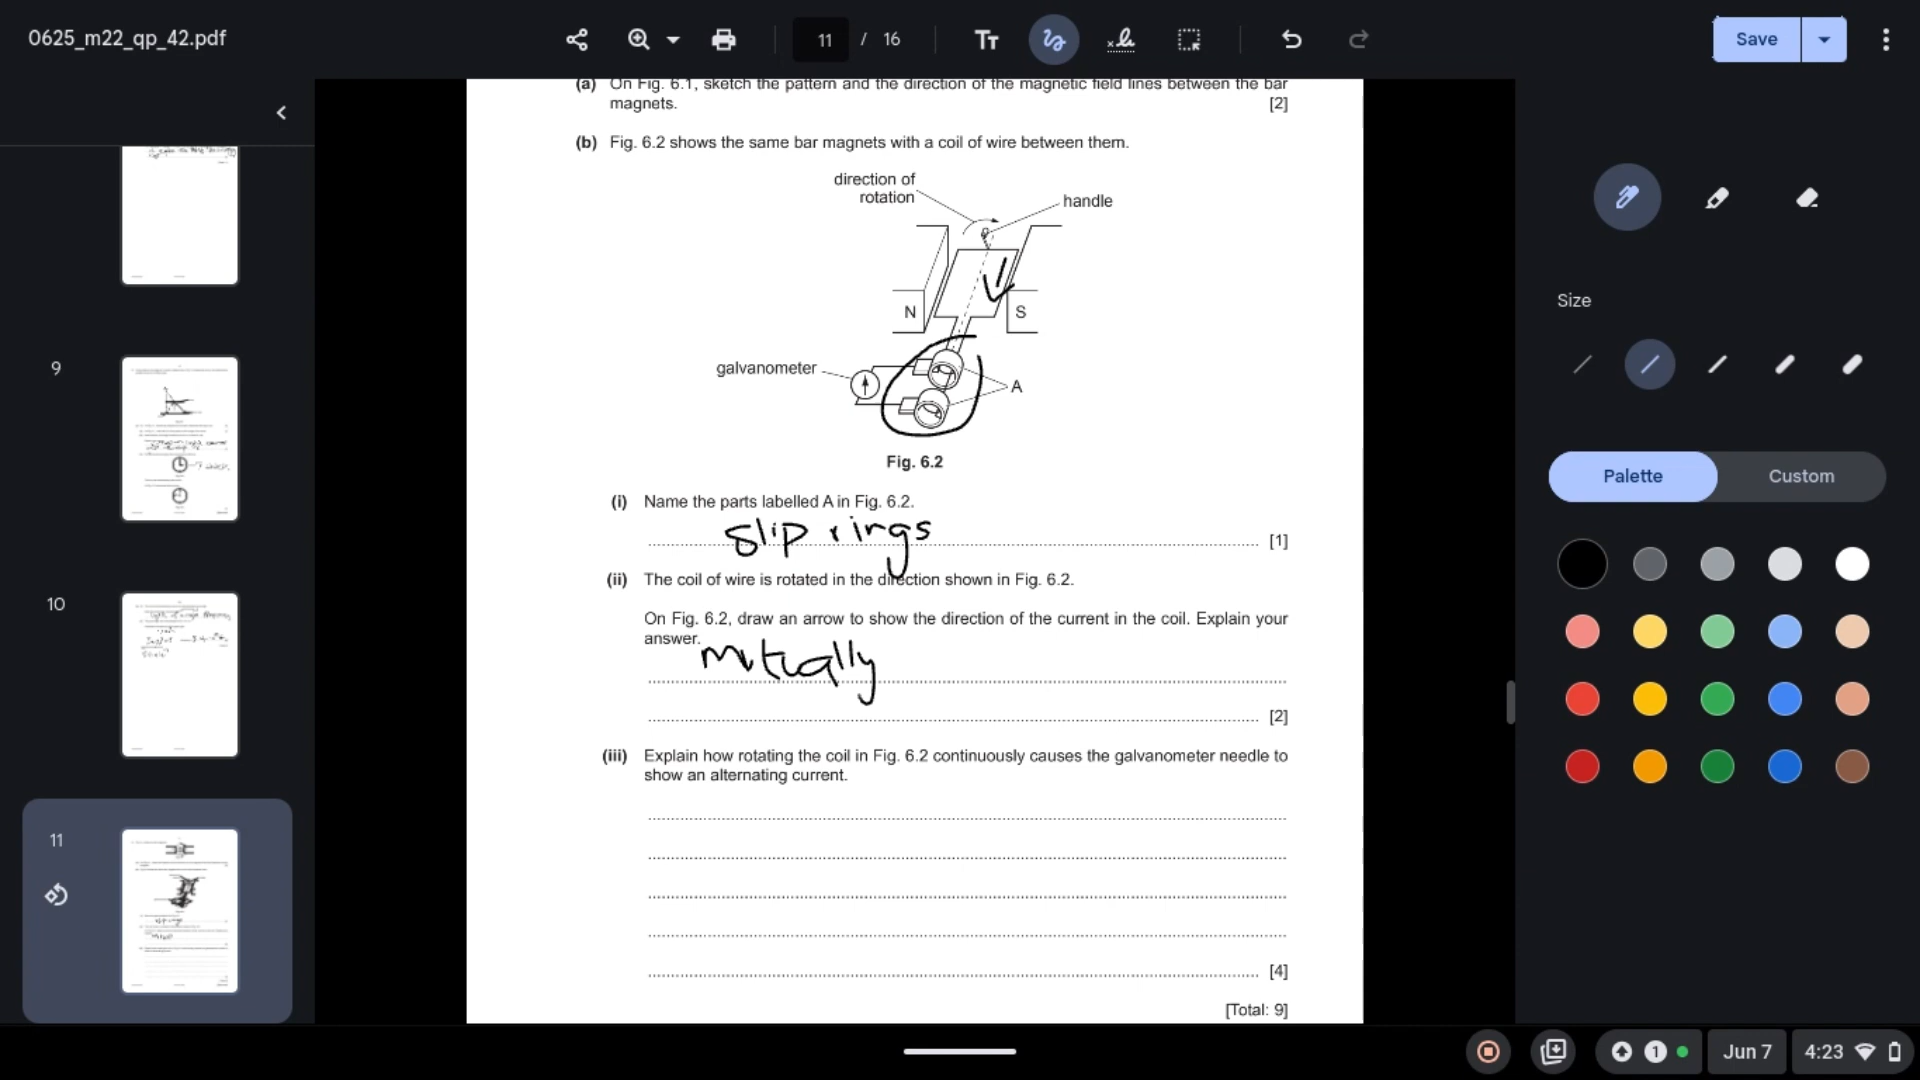 0625_m22_qp_42.pdf
11 / 16
Save
(a) On Fig. 6.1, sketch the pattern and the direction of the magnetic field lines between the bar
magnets. [2]
(b) Fig. 6.2 shows the same bar magnets with a coil of wire between them.
direction of
rotation
handle
N
S
galvanometer
A
Fig. 6.2
(i) Name the parts labelled A in Fig. 6.2.
slip rings
[1]
(ii) The coil of wire is rotated in the direction shown in Fig. 6.2.
On Fig. 6.2, draw an arrow to show the direction of the current in the coil. Explain your
answer.
[2]
(iii) Explain how rotating the coil in Fig. 6.2 continuously causes the galvanometer needle to
show an alternating current.
[4]
[Total: 9]
9
10
11
Size
Palette
Custom
1
Jun 7
4:23